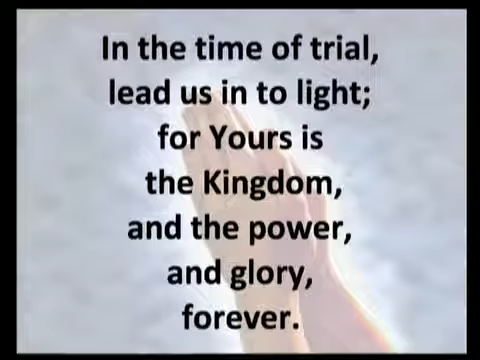 In the time of trial,
lead us in to light;
for Yours is
the Kingdom,
and the power,
and glory,
forever.